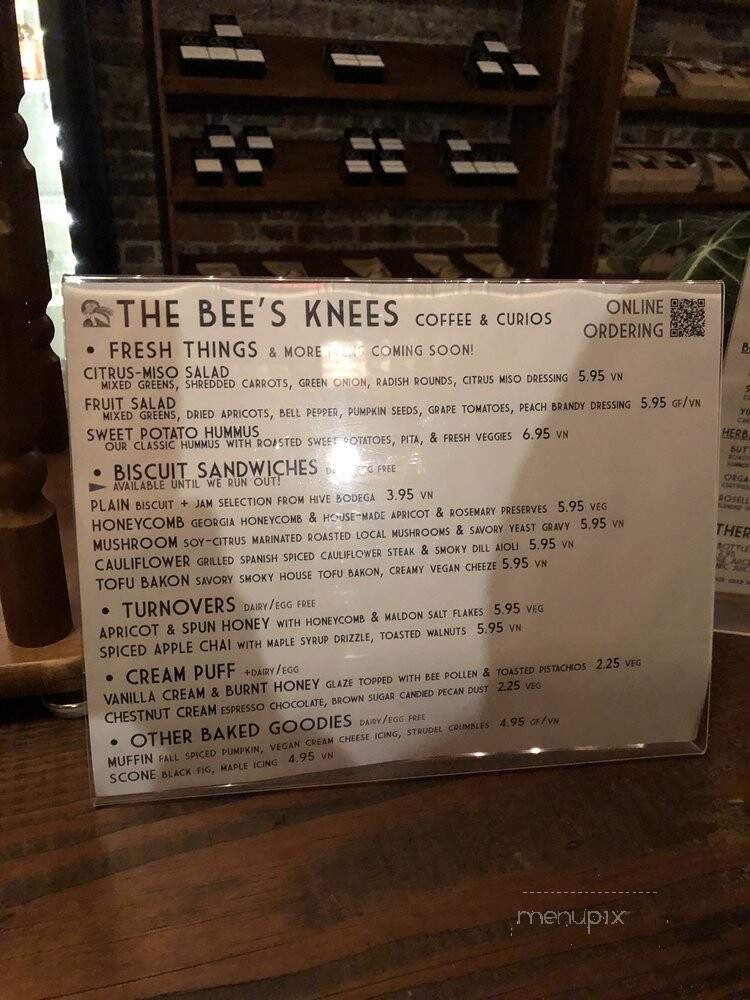 THE BEE'S KNEES COFFEE & CURIOS
ONLINE
ORDERING
• FRESH THINGS & MORE ITEMS COMING SOON!
CITRUS-MISO SALAD
MIXED GREENS, SHREDDED CARROTS, GREEN ONION, RADISH ROUNDS, CITRUS MISO DRESSING 5.95 VN
FRUIT SALAD
MIXED GREENS, DRIED APRICOTS, BELL PEPPER, PUMPKIN SEEDS, GRAPE TOMATOES, PEACH BRANDY DRESSING 5.95 GF/VN
SWEET POTATO HUMMUS
OUR CLASSIC HUMMUS WITH ROASTED SWEET POTATOES, PITA, & FRESH VEGGIES 6.95 VN
• BISCUIT SANDWICHES DAIRY/EGG FREE
AVAILABLE UNTIL WE RUN OUT!
PLAIN BISCUIT + JAM SELECTION FROM HIVE BODEGA 3.95 VN
HONEYCOMB GEORGIA HONEYCOMB & HOUSE-MADE APRICOT & ROSEMARY PRESERVES 5.95 VEG
MUSHROOM SOY-CITRUS MARINATED ROASTED LOCAL MUSHROOMS & SAVORY YEAST GRAVY 5.95 VN
CAULIFLOWER GRILLED SPANISH SPICED CAULIFLOWER STEAK & SMOKY DILL AIOLI 5.95 VN
TOFU BAKON SAVORY SMOKY HOUSE TOFU BAKON, CREAMY VEGAN CHEEZE 5.95 VN
• TURNOVERS DAIRY/EGG FREE
APRICOT & SPUN HONEY WITH HONEYCOMB & MALDON SALT FLAKES 5.95 VEG
SPICED APPLE CHAI WITH MAPLE SYRUP DRIZZLE, TOASTED WALNUTS 5.95 VN
• CREAM PUFF +DAIRY/EGG
VANILLA CREAM & BURNT HONEY GLAZE TOPPED WITH BEE POLLEN & TOASTED PISTACHIOS 2.25 VEG
CHESTNUT CREAM ESPRESSO CHOCOLATE, BROWN SUGAR CANDIED PECAN DUST 2.25 VEG
• OTHER BAKED GOODIES DAIRY/EGG FREE
MUFFIN FALL SPICED PUMPKIN, VEGAN CREAM CHEESE ICING, STRUDEL CRUMBLES 4.95 GF/VN
SCONE BLACK FIG, MAPLE ICING 4.95 VN
menupix